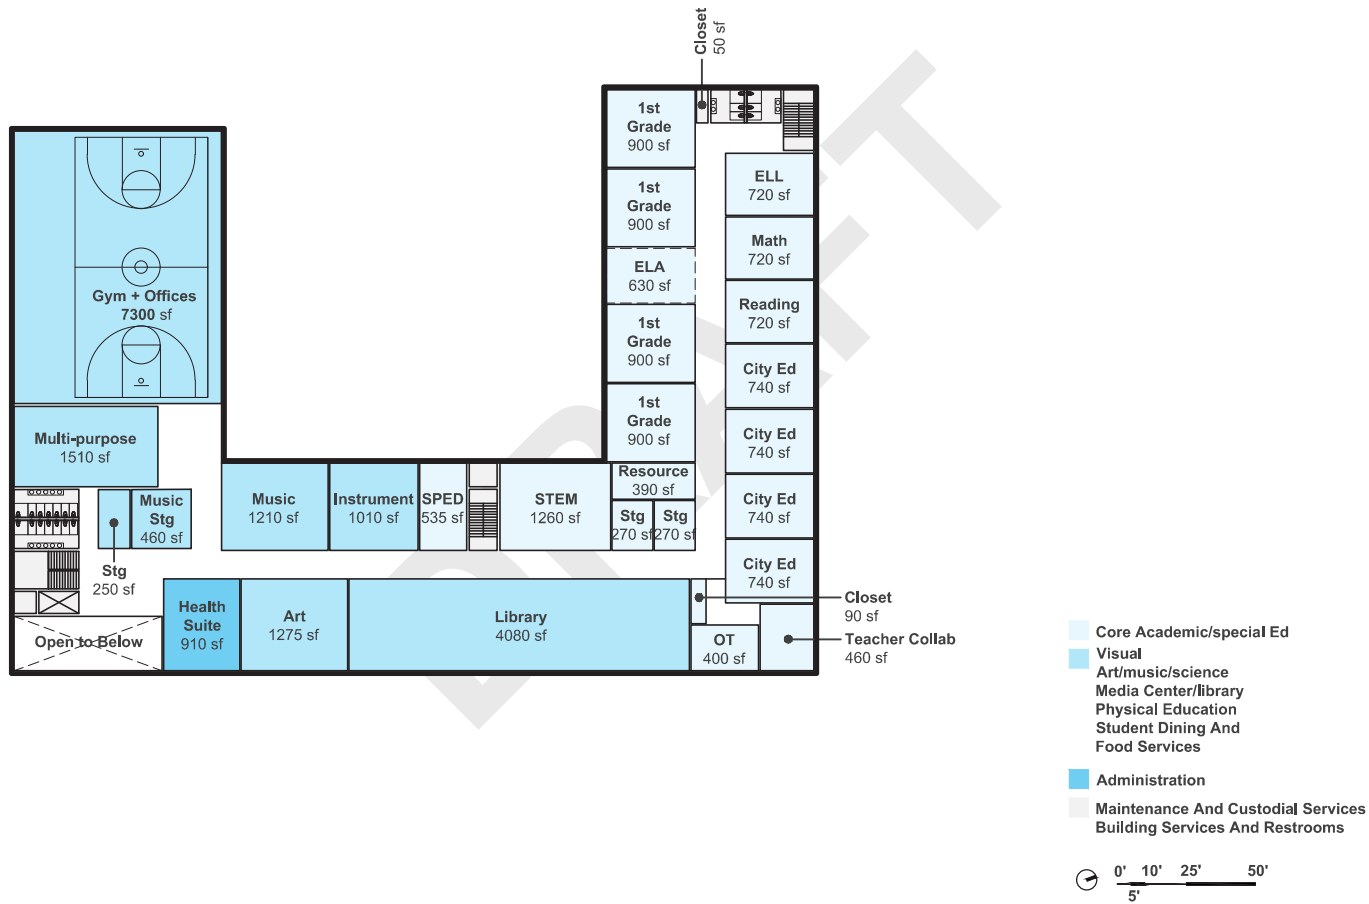 Closet
50 sf
1st
Grade
900 sf
1st
Grade
900 sf
ELA
630 sf
1st
Grade
900 sf
1st
Grade
900 sf
ELL
720 sf
Math
720 sf
Reading
720 sf
City Ed
740 sf
City Ed
740 sf
City Ed
740 sf
City Ed
740 sf
Gym + Offices
7300 sf
Multi-purpose
1510 sf
Music
Stg
460 sf
Stg
250 sf
Music
1210 sf
Instrument
1010 sf
SPED
535 sf
STEM
1260 sf
Resource
390 sf
Stg
270 sf
Stg
270 sf
Open to Below
Health
Suite
910 sf
Art
1275 sf
Library
4080 sf
OT
400 sf
Closet
90 sf
Teacher Collab
460 sf
DRAFT
Core Academic/special Ed
Visual
Art/music/science
Media Center/library
Physical Education
Student Dining And
Food Services
Administration
Maintenance And Custodial Services
Building Services And Restrooms
0' 10' 25' 50'
5'